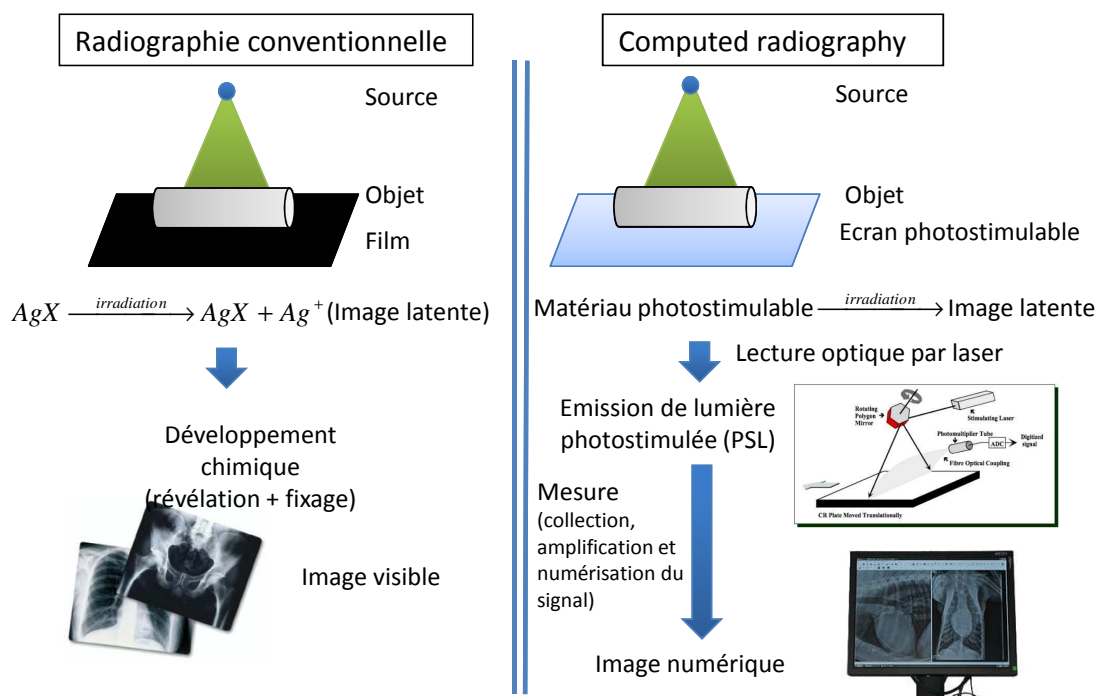 Radiographie conventionnelle
Source
Objet
Film
AgX irradiation AgX + Ag+ (Image latente)
Développement
chimique
(révélation + fixage)
Image visible
Computed radiography
Source
Objet
Ecran photostimulable
Matériau photostimulable irradiation Image latente
Lecture optique par laser
Emission de lumière
photostimulée (PSL)
Rotating
Polygon
Mirror
Stimulating Laser
Photomultiplier Tube
ADC
Digitized
signal
Fibre Optical Coupling
CR Plate Moved Translationally
Mesure
(collection,
amplification et
numérisation du
signal)
Image numérique